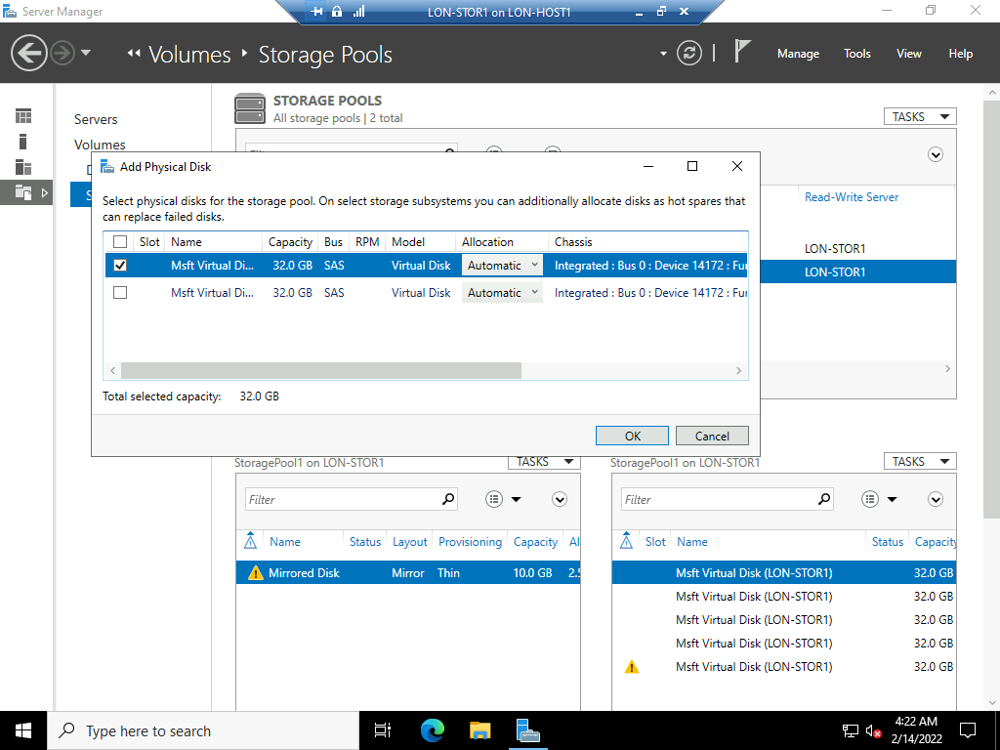 Server Manager
LON-STOR1 on LON-HOST1
Volumes
Storage Pools
Manage
Tools
View
Help
Servers
Volumes
STORAGE POOLS
All storage pools | 2 total
TASKS
Read-Write Server
LON-STOR1
LON-STOR1
Add Physical Disk
Select physical disks for the storage pool. On select storage subsystems you can additionally allocate disks as hot spares that
can replace failed disks.
Slot Name Capacity Bus RPM Model Allocation Chassis
Msft Virtual Di... 32.0 GB SAS Virtual Disk Automatic Integrated : Bus 0 : Device 14172 : Fur
Msft Virtual Di... 32.0 GB SAS Virtual Disk Automatic Integrated : Bus 0 : Device 14172 : Fur
Total selected capacity: 32.0 GB
OK
Cancel
StoragePool1 on LON-STOR1
TASKS
Filter
Name Status Layout Provisioning Capacity Al
Mirrored Disk Mirror Thin 10.0 GB 2.5
StoragePool1 on LON-STOR1
TASKS
Filter
Slot Name Status Capacity
Msft Virtual Disk (LON-STOR1) 32.0 GB
Msft Virtual Disk (LON-STOR1) 32.0 GB
Msft Virtual Disk (LON-STOR1) 32.0 GB
Msft Virtual Disk (LON-STOR1) 32.0 GB
Msft Virtual Disk (LON-STOR1) 32.0 GB
Type here to search
4:22 AM
2/14/2022